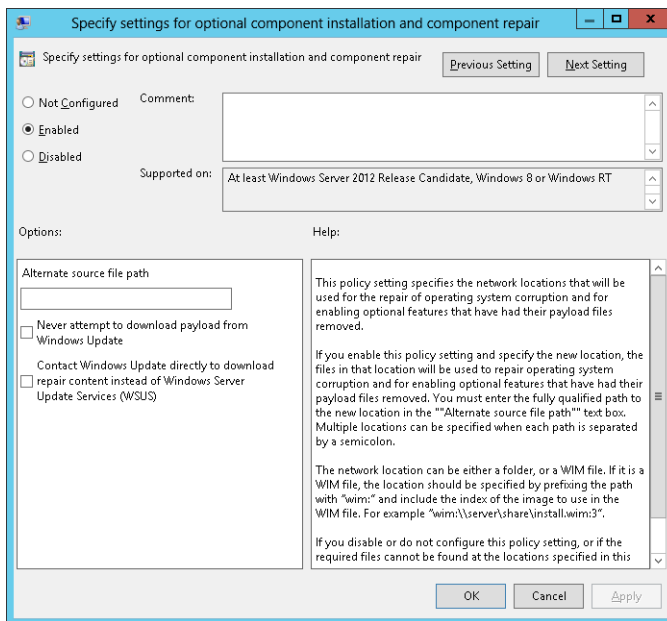 Specify settings for optional component installation and component repair
Specify settings for optional component installation and component repair
Previous Setting
Next Setting
Not Configured
Comment:
Enabled
Disabled
Supported on:
At least Windows Server 2012 Release Candidate, Windows 8 or Windows RT
Options:
Help:
Alternate source file path
Never attempt to download payload from
Windows Update
Contact Windows Update directly to download
repair content instead of Windows Server
Update Services (WSUS)
This policy setting specifies the network locations that will be
used for the repair of operating system corruption and for
enabling optional features that have had their payload files
removed.
If you enable this policy setting and specify the new location, the
files in that location will be used to repair operating system
corruption and for enabling optional features that have had their
payload files removed. You must enter the fully qualified path to
the new location in the ""Alternate source file path"" text box.
Multiple locations can be specified when each path is separated
by a semicolon.
The network location can be either a folder, or a WIM file. If it is a
WIM file, the location should be specified by prefixing the path
with “wim:” and include the index of the image to use in the
WIM file. For example “wim:\\server\share\install.wim:3”.
If you disable or do not configure this policy setting, or if the
required files cannot be found at the locations specified in this
OK
Cancel
Apply